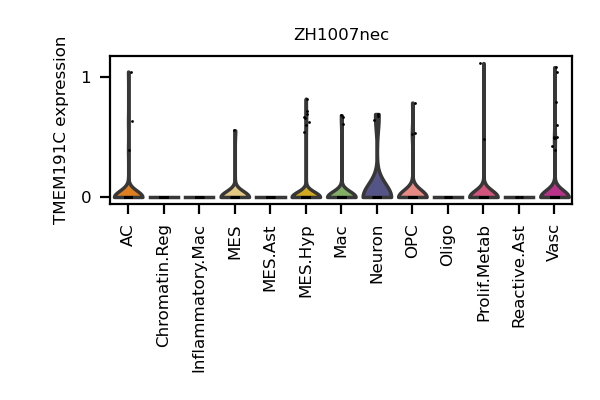 ZH1007nec
TMEM191C expression
1
0
AC
Chromatin.Reg
Inflammatory.Mac
MES
MES.Ast
MES.Hyp
Mac
Neuron
OPC
Oligo
Prolif.Metab
Reactive.Ast
Vasc